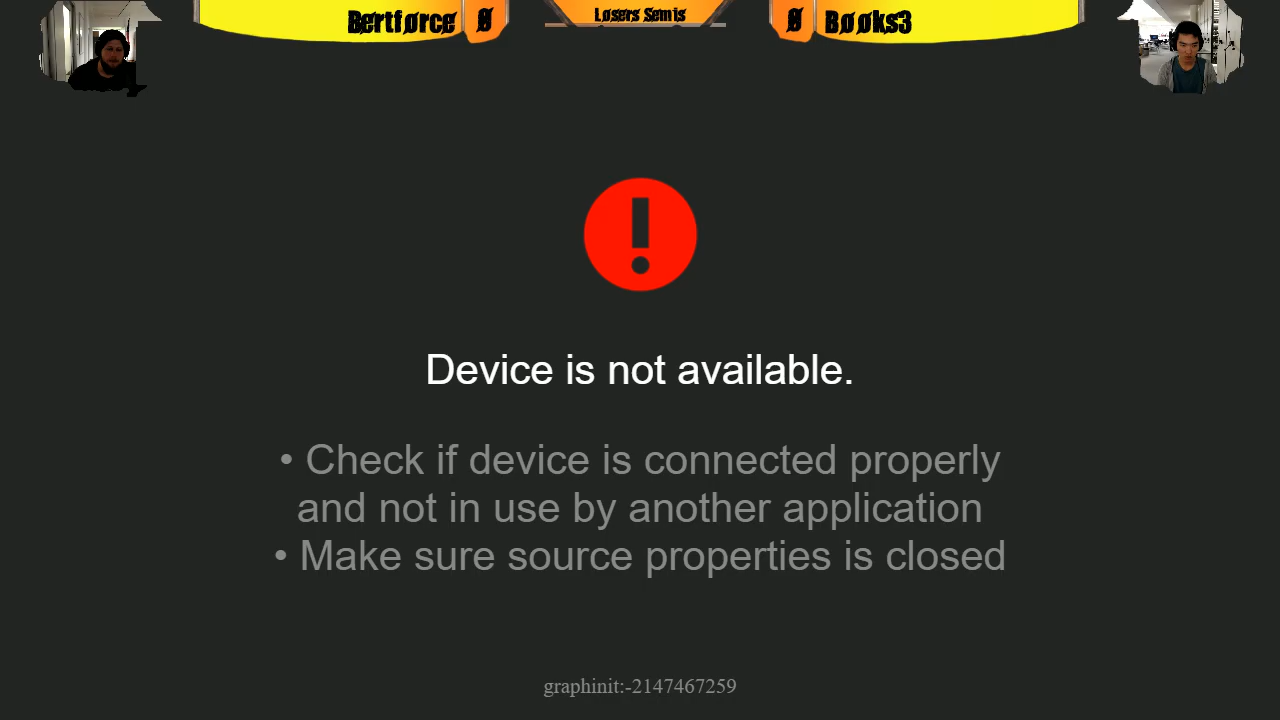 Bertførce Ø Losers Semis Ø Bøøks3
Device is not available.
• Check if device is connected properly
and not in use by another application
• Make sure source properties is closed
graphinit:-2147467259